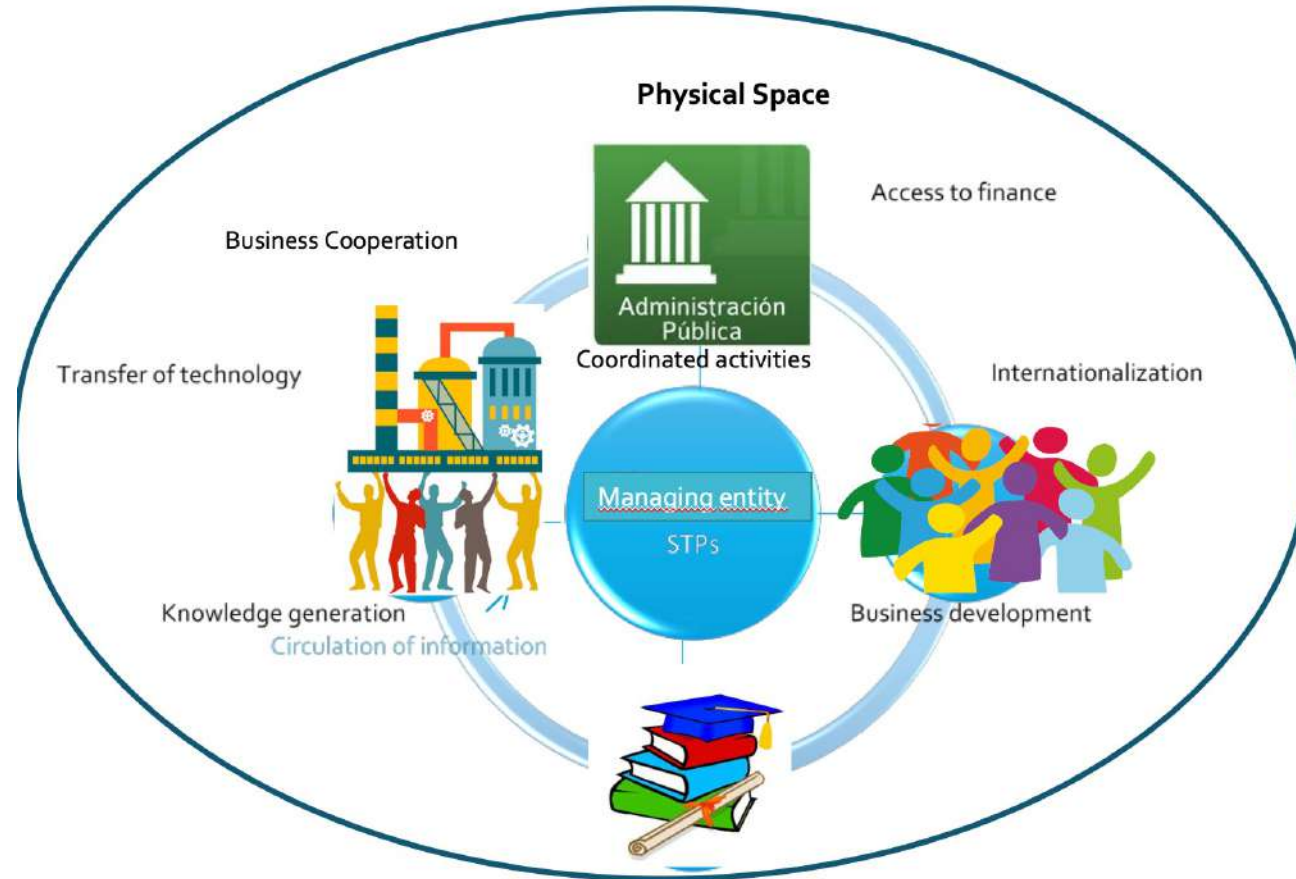 Physical Space
Access to finance
Business Cooperation
Administración
Pública
Coordinated activities
Transfer of technology
Internationalization
Managing entity
STPs
Knowledge generation
Business development
Circulation of information